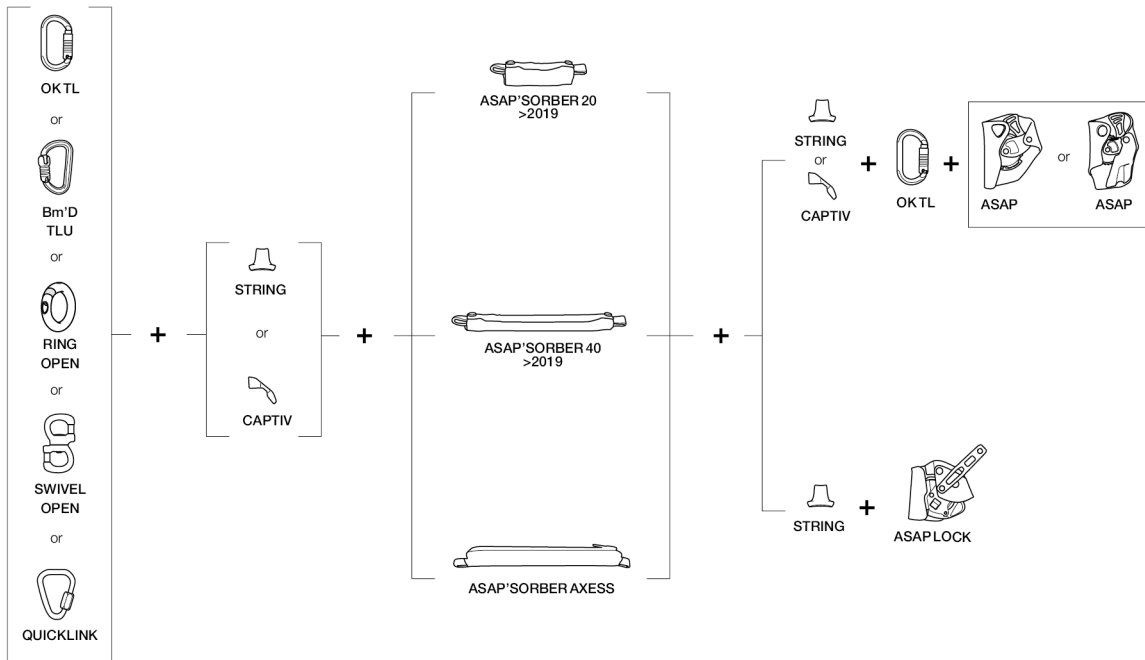 OK TL
or
Bm'D
TLU
or
RING
OPEN
or
SWIVEL
OPEN
or
QUICKLINK
+
STRING
or
CAPTIV
+
ASAP'SORBER 20
>2019
ASAP'SORBER 40
>2019
ASAP'SORBER AXESS
+
STRING
or
CAPTIV
+
OK TL
+
ASAP
or
ASAP
STRING
+
ASAP LOCK